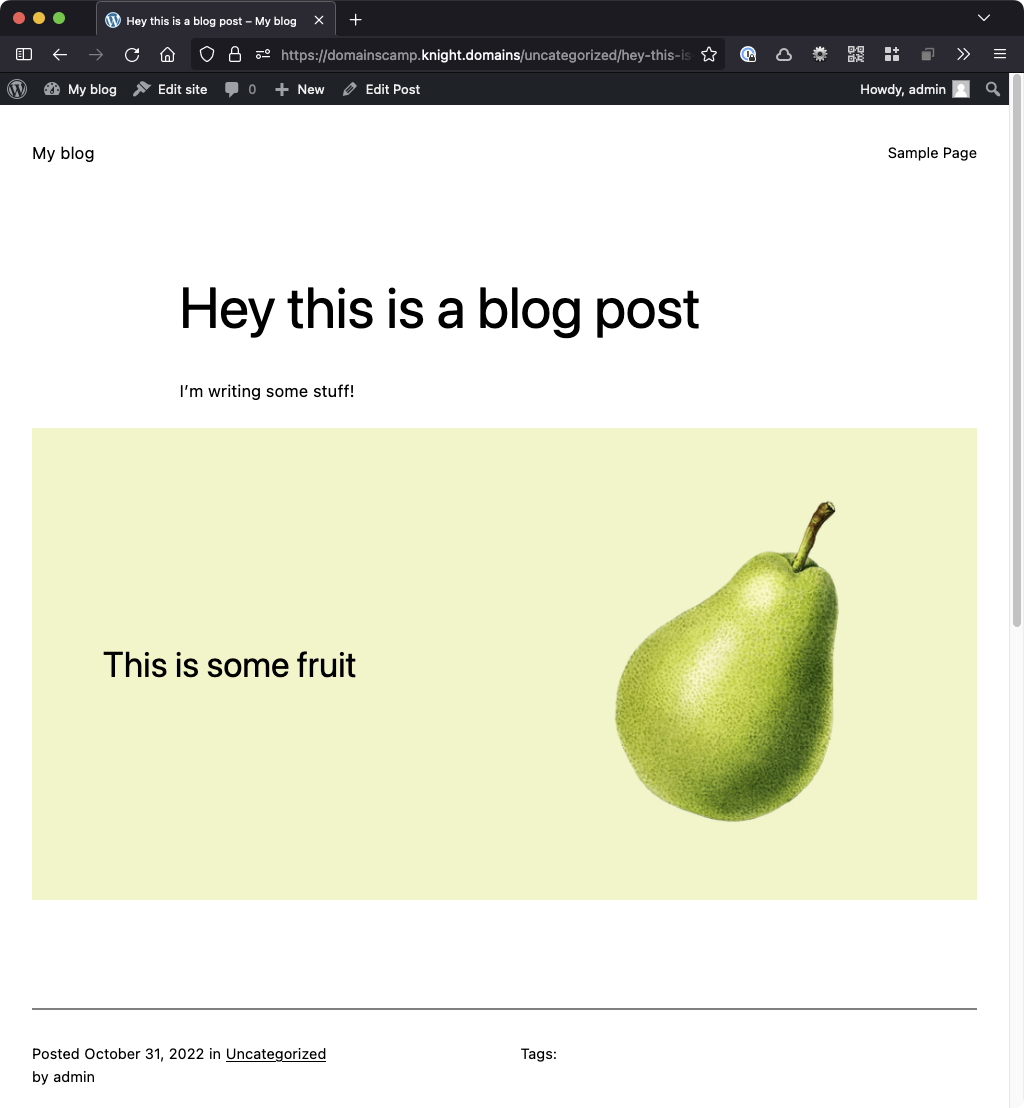 Hey this is a blog post – My blog
https://domainscamp.knight.domains/uncategorized/hey-this-is
My blog Edit site 0 New Edit Post Howdy, admin
My blog Sample Page
Hey this is a blog post
I’m writing some stuff!
This is some fruit
Posted October 31, 2022 in Uncategorized Tags:
by admin